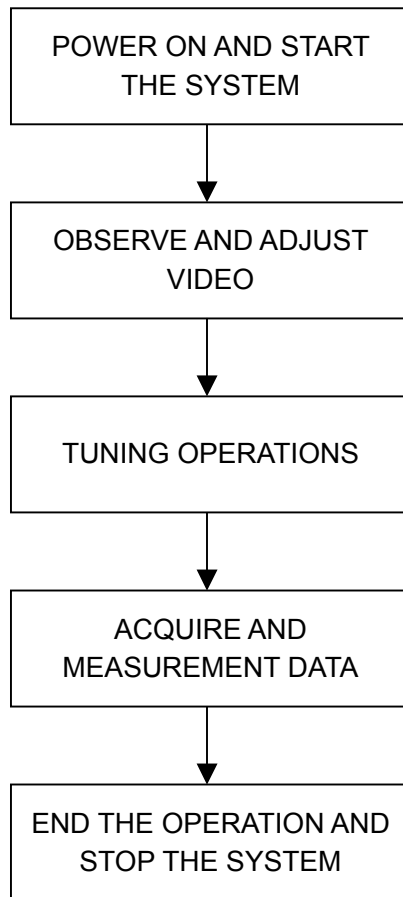 POWER ON AND START
THE SYSTEM
OBSERVE AND ADJUST
VIDEO
TUNING OPERATIONS
ACQUIRE AND
MEASUREMENT DATA
END THE OPERATION AND
STOP THE SYSTEM